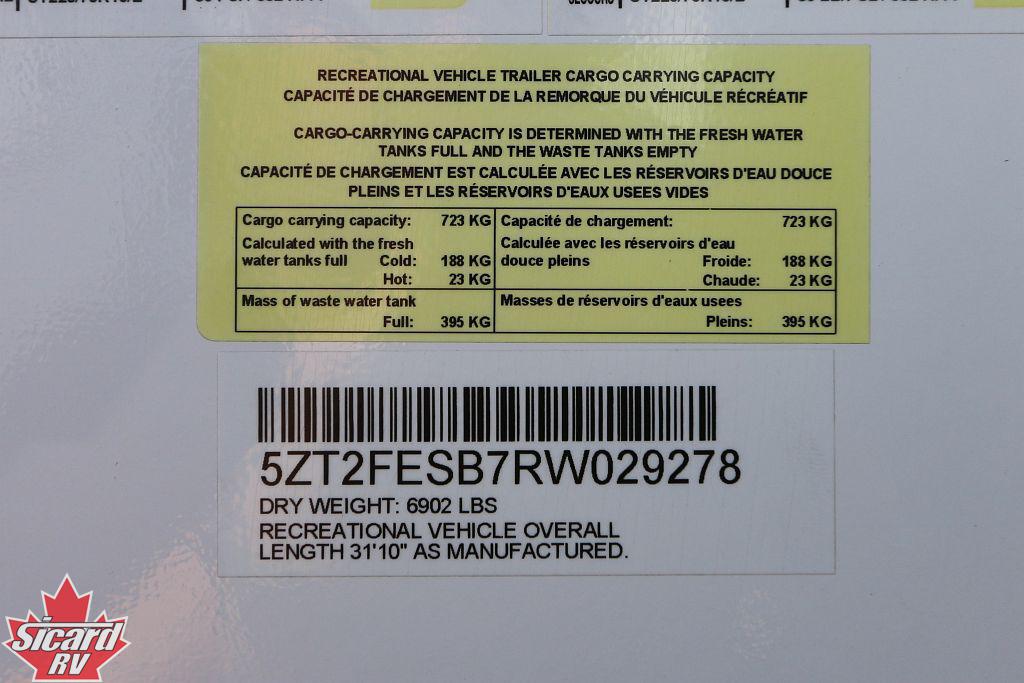 RECREATIONAL VEHICLE TRAILER CARGO CARRYING CAPACITY
CAPACITÉ DE CHARGEMENT DE LA REMORQUE DU VÉHICULE RÉCRÉATIF
CARGO-CARRYING CAPACITY IS DETERMINED WITH THE FRESH WATER
TANKS FULL AND THE WASTE TANKS EMPTY
CAPACITÉ DE CHARGEMENT EST CALCULÉE AVEC LES RÉSERVOIRS D'EAU DOUCE
PLEINS ET LES RÉSERVOIRS D'EAUX USEES VIDES
Cargo carrying capacity: 723 KG Capacité de chargement: 723 KG
Calculated with the fresh Calculée avec les réservoirs d'eau
water tanks full Cold: 188 KG douce pleins Froide: 188 KG
Hot: 23 KG Chaude: 23 KG
Mass of waste water tank Masses de réservoirs d'eaux usees
Full: 395 KG Pleins: 395 KG
5ZT2FESB7RW029278
DRY WEIGHT: 6902 LBS
RECREATIONAL VEHICLE OVERALL
LENGTH 31'10" AS MANUFACTURED.
Sicard
RV